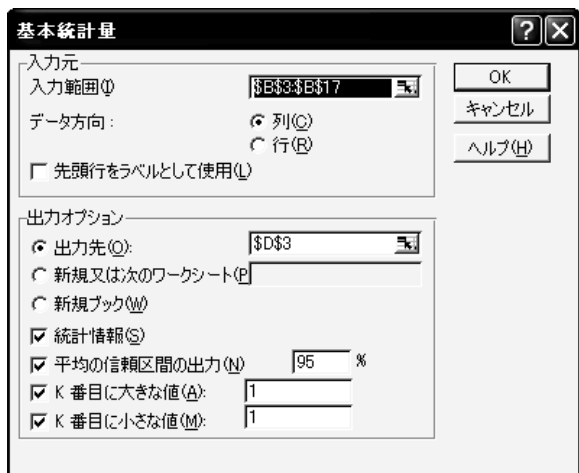 基本統計量
入力元
入力範囲(I) $B$3:$B$17
データ方向: 列(C)
行(R)
先頭行をラベルとして使用(L)
出力オプション
出力先(O): $D$3
新規又は次のワークシート(P
新規ブック(W)
統計情報(S)
平均の信頼区間の出力(N) 95 %
K 番目に大きな値(A): 1
K 番目に小さな値(M): 1
OK
キャンセル
ヘルプ(H)